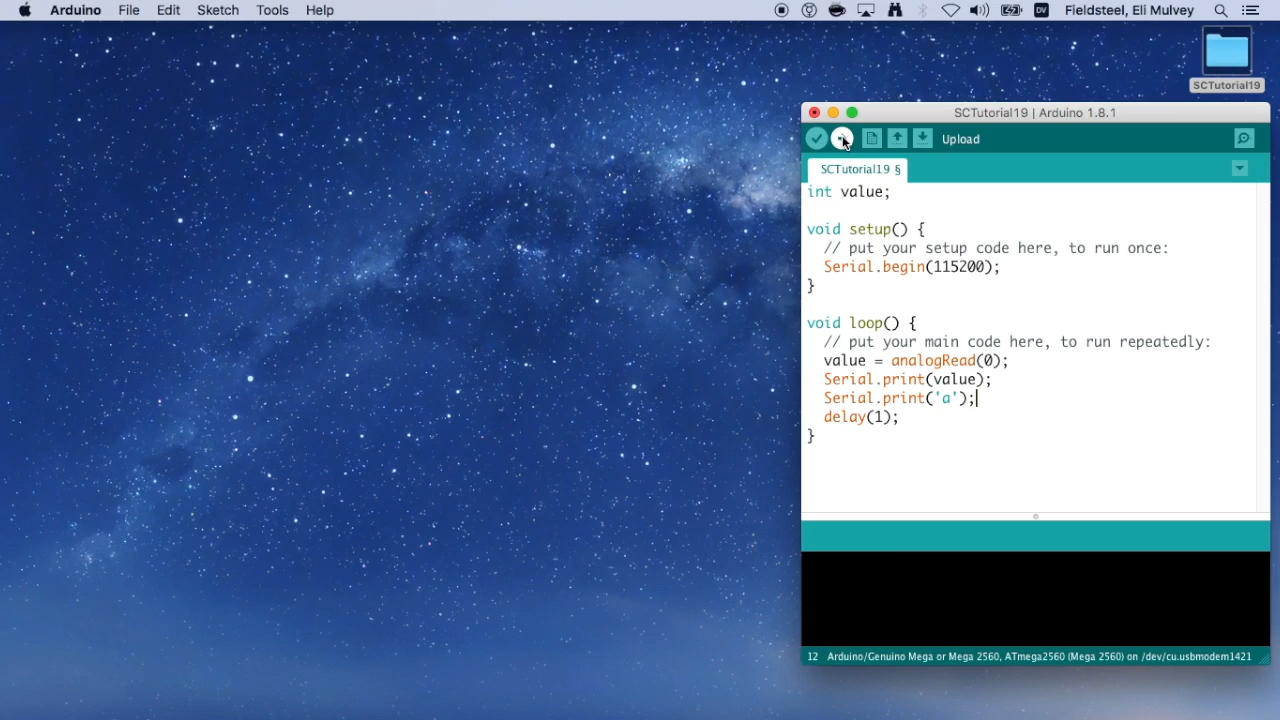 Arduino File Edit Sketch Tools Help DV Fieldsteel, Eli Mulvey
SCTutorial19
SCTutorial19 | Arduino 1.8.1
Upload
SCTutorial19 §
int value;
void setup() {
// put your setup code here, to run once:
Serial.begin(115200);
}
void loop() {
// put your main code here, to run repeatedly:
value = analogRead(0);
Serial.print(value);
Serial.print('a');
delay(1);
}
12 Arduino/Genuino Mega or Mega 2560, ATmega2560 (Mega 2560) on /dev/cu.usbmodem1421